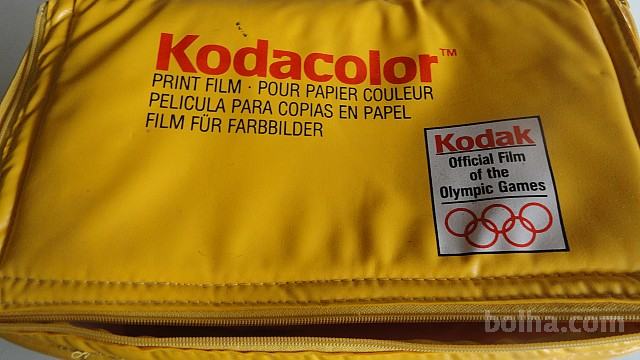 Kodacolor™
PRINT FILM · POUR PAPIER COULEUR
PELICULA PARA COPIAS EN PAPEL
FILM FÜR FARBBILDER
Kodak
Official Film
of the
Olympic Games
bolha.com